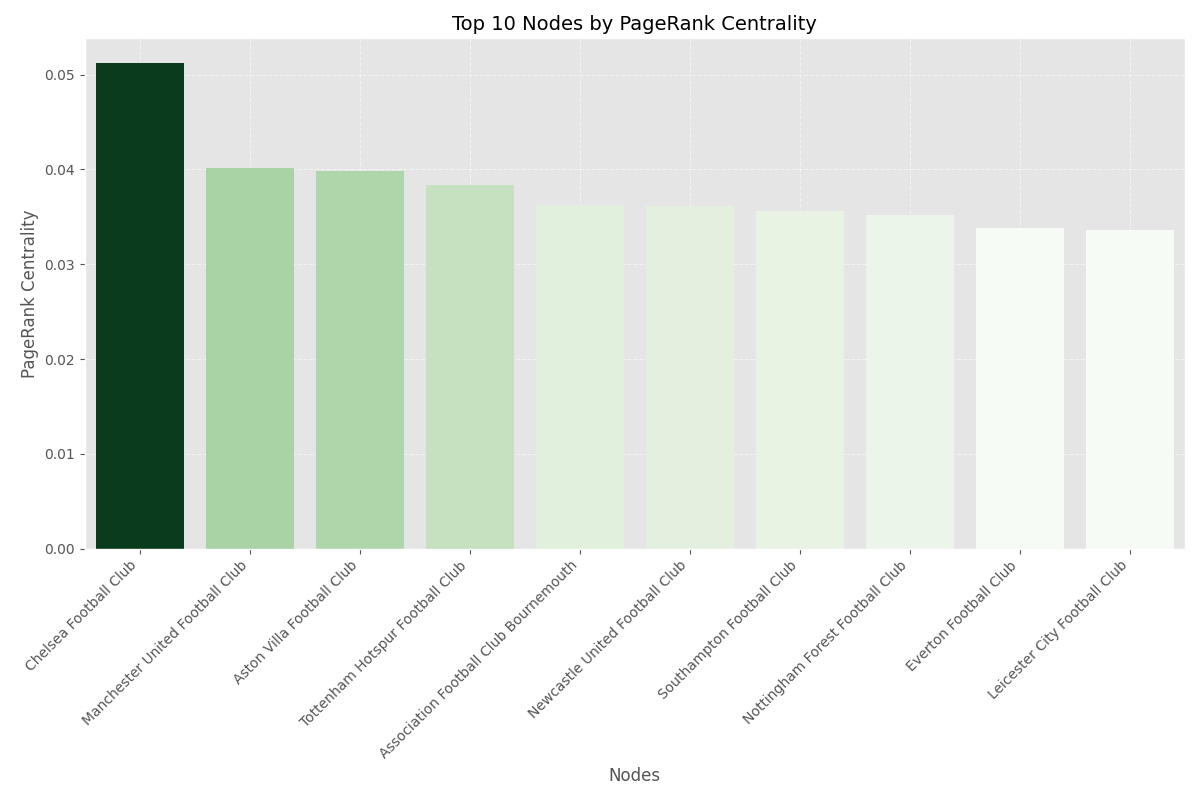 Top 10 Nodes by PageRank Centrality
PageRank Centrality
0.05
0.04
0.03
0.02
0.01
0.00
Chelsea Football Club
Manchester United Football Club
Aston Villa Football Club
Tottenham Hotspur Football Club
Association Football Club Bournemouth
Newcastle United Football Club
Southampton Football Club
Nottingham Forest Football Club
Everton Football Club
Leicester City Football Club
Nodes